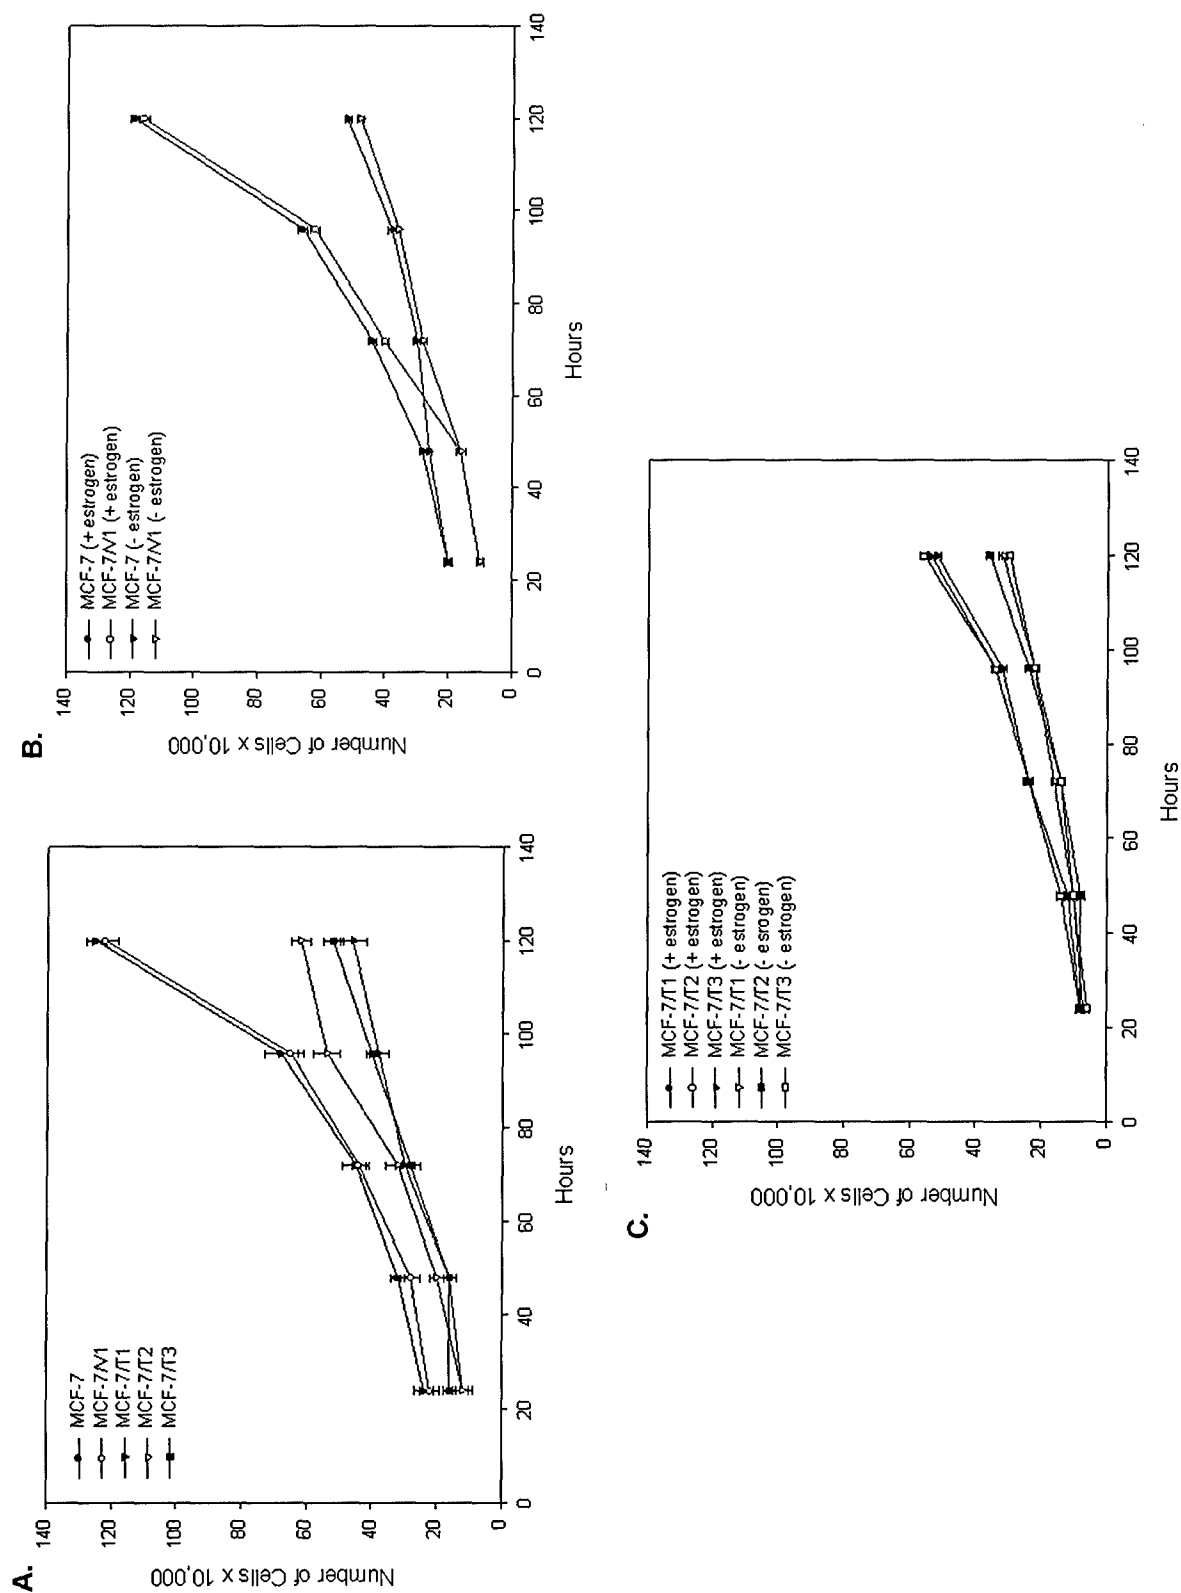 A.
140
120
100
80
60
40
20
0
Number of Cells x 10,000
MCF-7
MCF-7/V1
MCF-7/T1
MCF-7/T2
MCF-7/T3
0
20
40
60
80
100
120
140
Hours
B.
140
120
100
80
60
40
20
0
Number of Cells x 10,000
MCF-7 (+ estrogen)
MCF-7/V1 (+ estrogen)
MCF-7 (- estrogen)
MCF-7/V1 (- estrogen)
0
20
40
60
80
100
120
140
Hours
C.
140
120
100
80
60
40
20
0
Number of Cells x 10,000
MCF-7/T1 (+ estrogen)
MCF-7/T2 (+ estrogen)
MCF-7/T3 (+ estrogen)
MCF-7/T1 (- estrogen)
MCF-7/T2 (- esrogen)
MCF-7/T3 (- estrogen)
0
20
40
60
80
100
120
140
Hours